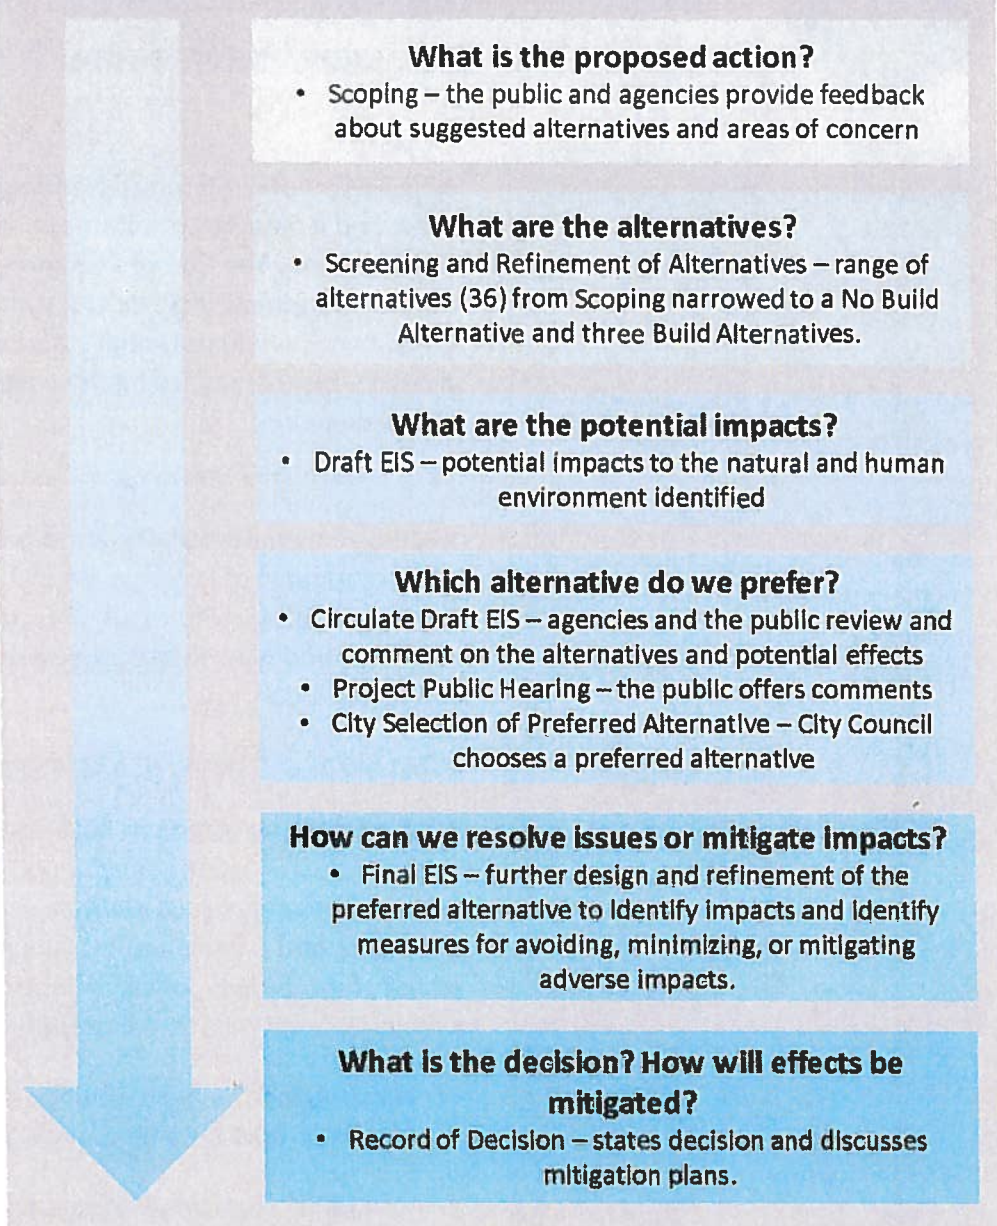 What is the proposed action?
• Scoping – the public and agencies provide feedback
about suggested alternatives and areas of concern
What are the alternatives?
• Screening and Refinement of Alternatives – range of
alternatives (36) from Scoping narrowed to a No Build
Alternative and three Build Alternatives.
What are the potential impacts?
• Draft EIS – potential impacts to the natural and human
environment identified
Which alternative do we prefer?
• Circulate Draft EIS – agencies and the public review and
comment on the alternatives and potential effects
• Project Public Hearing – the public offers comments
• City Selection of Preferred Alternative – City Council
chooses a preferred alternative
How can we resolve issues or mitigate impacts?
• Final EIS – further design and refinement of the
preferred alternative to identify impacts and identify
measures for avoiding, minimizing, or mitigating
adverse impacts.
What is the decision? How will effects be
mitigated?
• Record of Decision – states decision and discusses
mitigation plans.